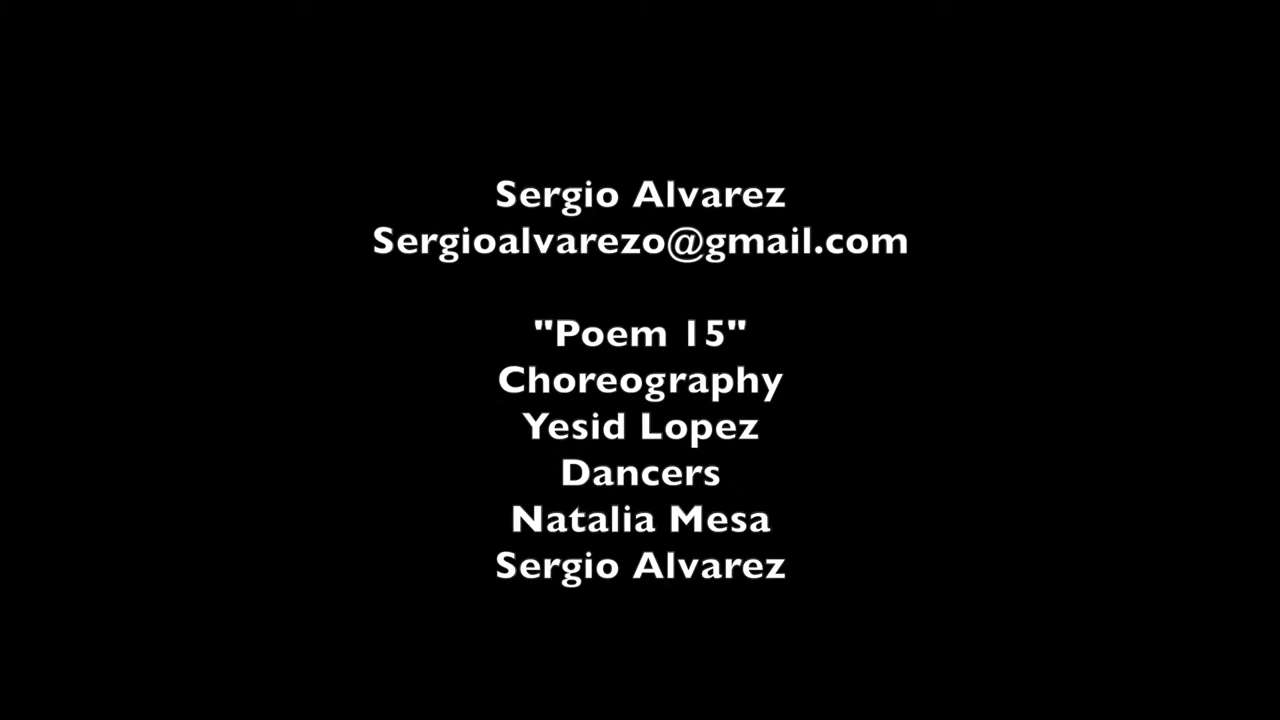 Sergio Alvarez
Sergioalvarezo@gmail.com
"Poem 15"
Choreography
Yesid Lopez
Dancers
Natalia Mesa
Sergio Alvarez